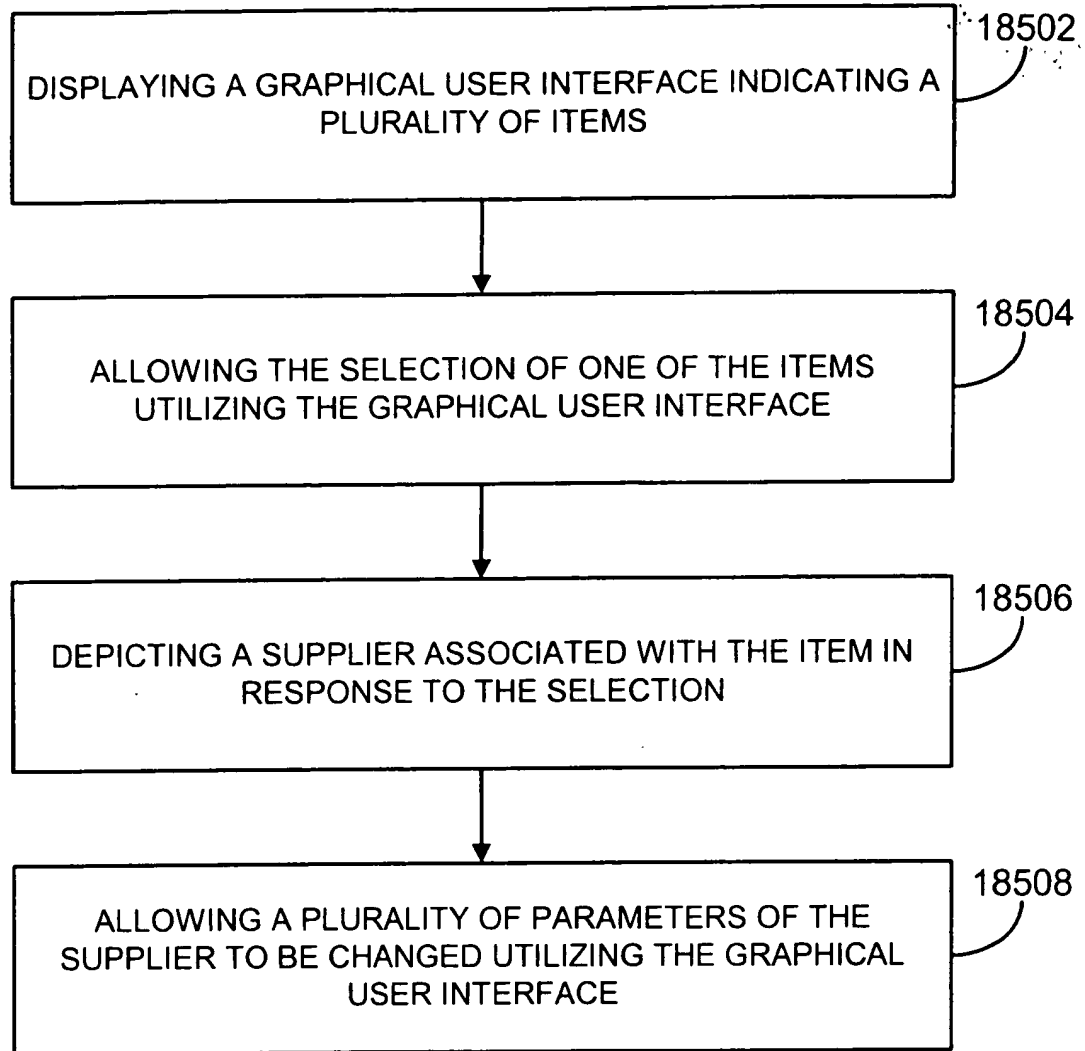 18502
DISPLAYING A GRAPHICAL USER INTERFACE INDICATING A
PLURALITY OF ITEMS
18504
ALLOWING THE SELECTION OF ONE OF THE ITEMS
UTILIZING THE GRAPHICAL USER INTERFACE
18506
DEPICTING A SUPPLIER ASSOCIATED WITH THE ITEM IN
RESPONSE TO THE SELECTION
18508
ALLOWING A PLURALITY OF PARAMETERS OF THE
SUPPLIER TO BE CHANGED UTILIZING THE GRAPHICAL
USER INTERFACE